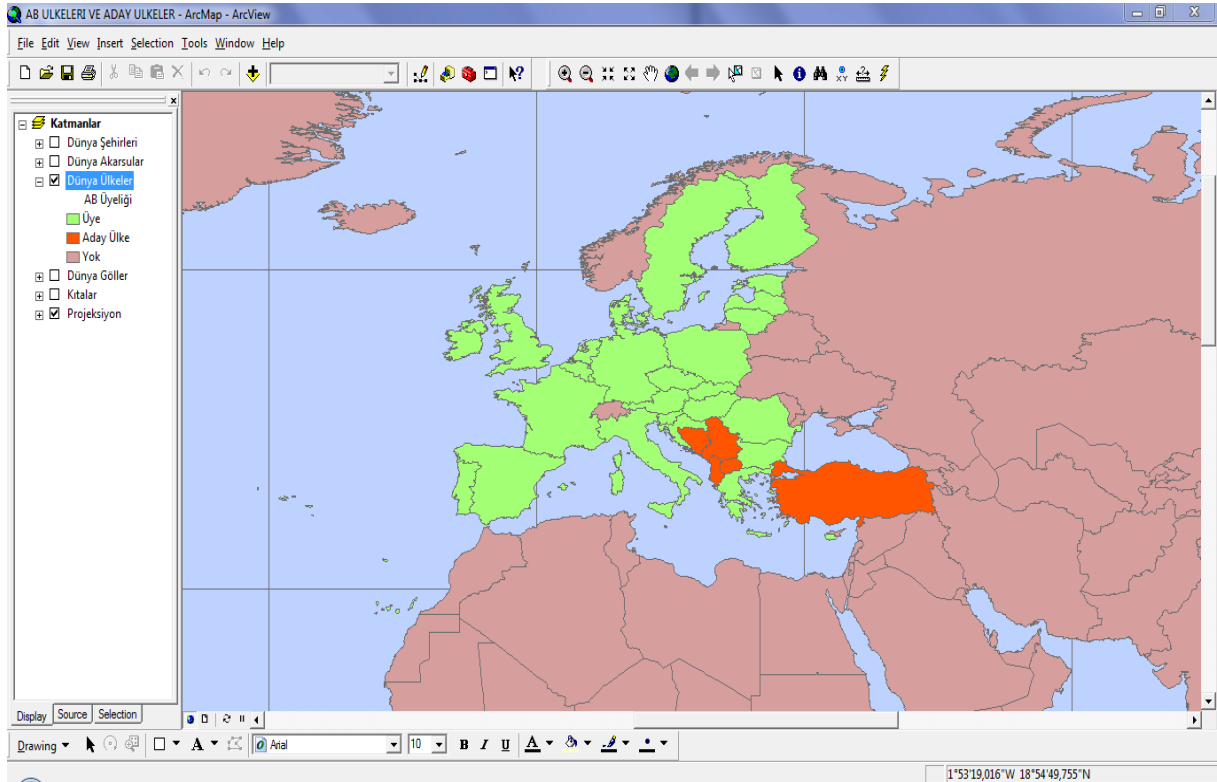 AB ULKELERI VE ADAY ULKELER - ArcMap - ArcView
File Edit View Insert Selection Tools Window Help
Katmanlar
Dünya Şehirleri
Dünya Akarsular
Dünya Ülkeler
AB Üyeliği
Üye
Aday Ülke
Yok
Dünya Göller
Kıtalar
Projeksiyon
Display Source Selection
Drawing A Arial 10 B I U A
1°53'19,016"W 18°54'49,755"N